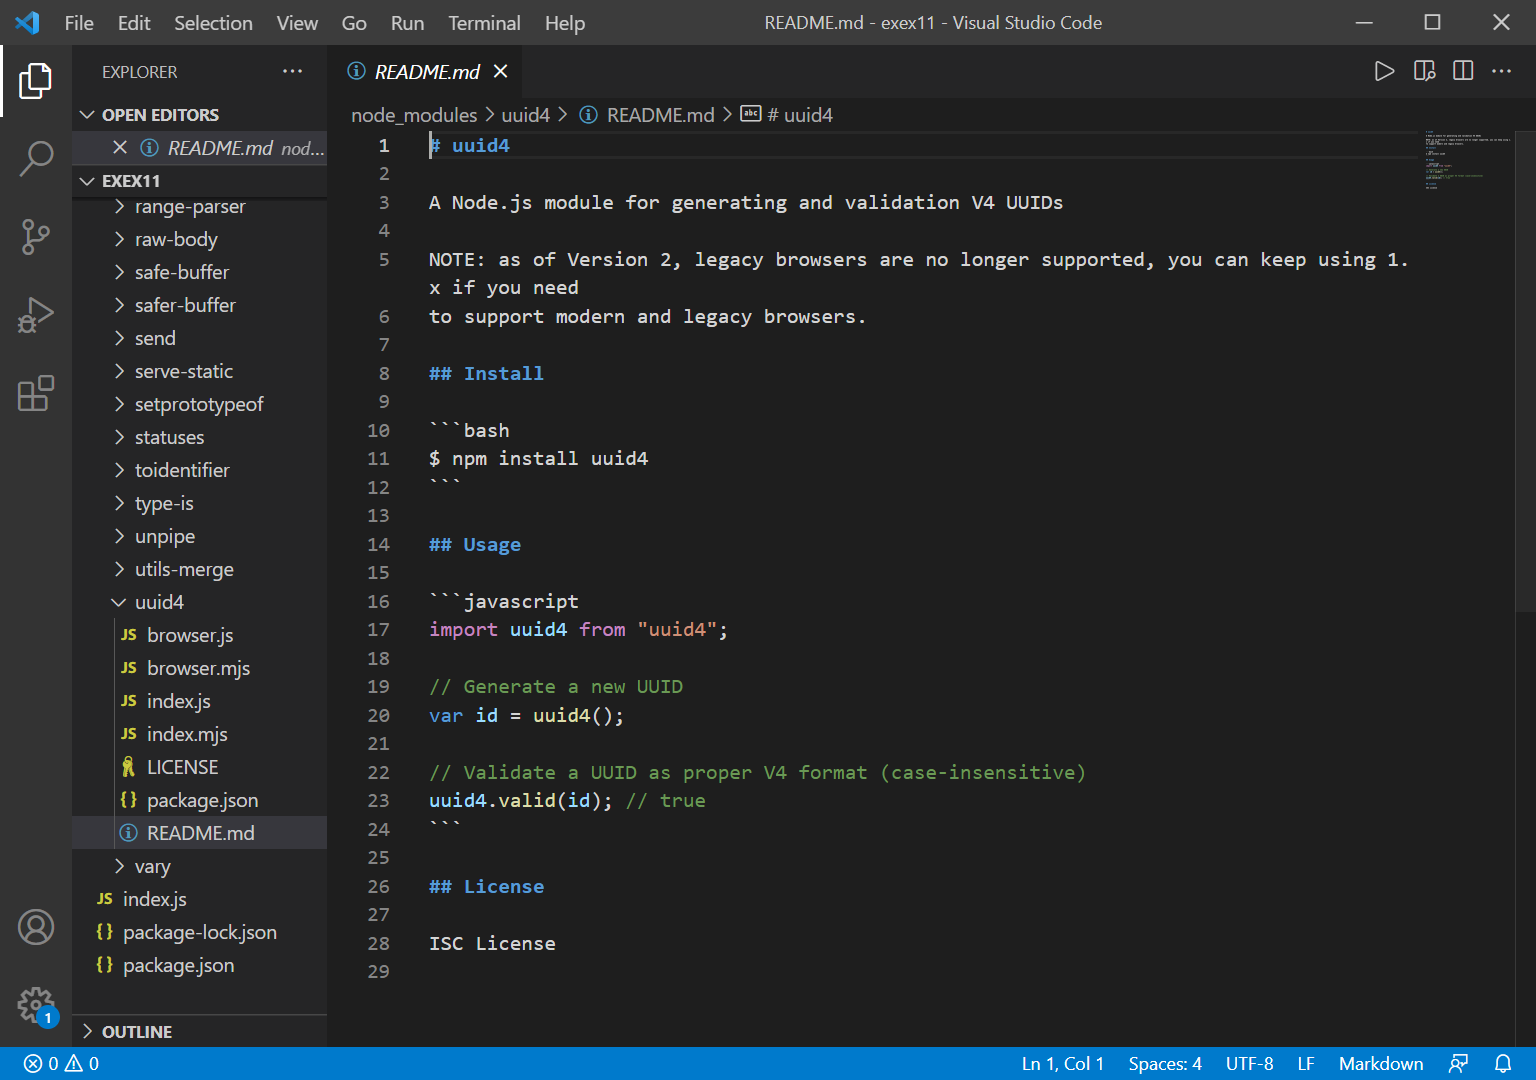 File Edit Selection View Go Run Terminal Help README.md - exex11 - Visual Studio Code
EXPLORER
OPEN EDITORS
README.md nod...
EXEX11
range-parser
raw-body
safe-buffer
safer-buffer
send
serve-static
setprototypeof
statuses
toidentifier
type-is
unpipe
utils-merge
uuid4
JS browser.js
JS browser.mjs
JS index.js
JS index.mjs
LICENSE
{} package.json
README.md
vary
JS index.js
{} package-lock.json
{} package.json
OUTLINE
1
README.md
node_modules > uuid4 > README.md > abc # uuid4
1 # uuid4
2
3 A Node.js module for generating and validation V4 UUIDs
4
5 NOTE: as of Version 2, legacy browsers are no longer supported, you can keep using 1.
x if you need
6 to support modern and legacy browsers.
7
8 ## Install
9
10 ```bash
11 $ npm install uuid4
12 ```
13
14 ## Usage
15
16 ```javascript
17 import uuid4 from "uuid4";
18
19 // Generate a new UUID
20 var id = uuid4();
21
22 // Validate a UUID as proper V4 format (case-insensitive)
23 uuid4.valid(id); // true
24 ```
25
26 ## License
27
28 ISC License
29
0 0 Ln 1, Col 1 Spaces: 4 UTF-8 LF Markdown